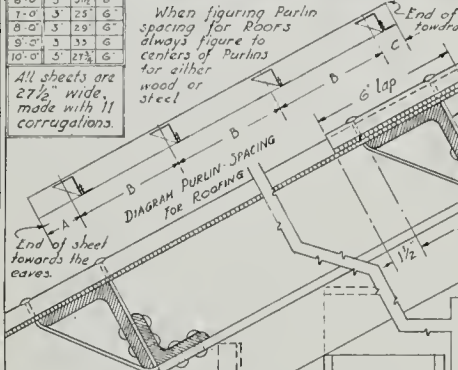 7'-0" 3 25" 6"
8'-0" 3 29" 6"
9'-0" 3 33 6
10'-0" 5 27¾ 6
All sheets are
27½" wide,
made with 11
corrugations.
When figuring Purlin
spacing for Roofs
always figure to
centers of Purlins
for either
wood or
steel
End of
toward
C
B
B
B
A
6" lap
DIAGRAM PURLIN-SPACING
FOR ROOFING
End of sheet
towards the
eaves.
1½"